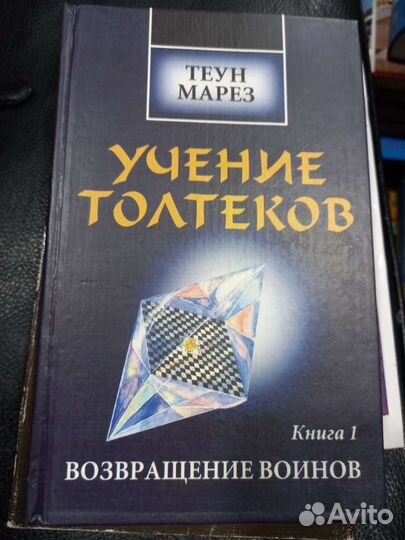 ТЕУН
МАРЕЗ
УЧЕНИЕ
ТОЛТЕКОВ
Книга 1
ВОЗВРАЩЕНИЕ ВОИНОВ
Avito